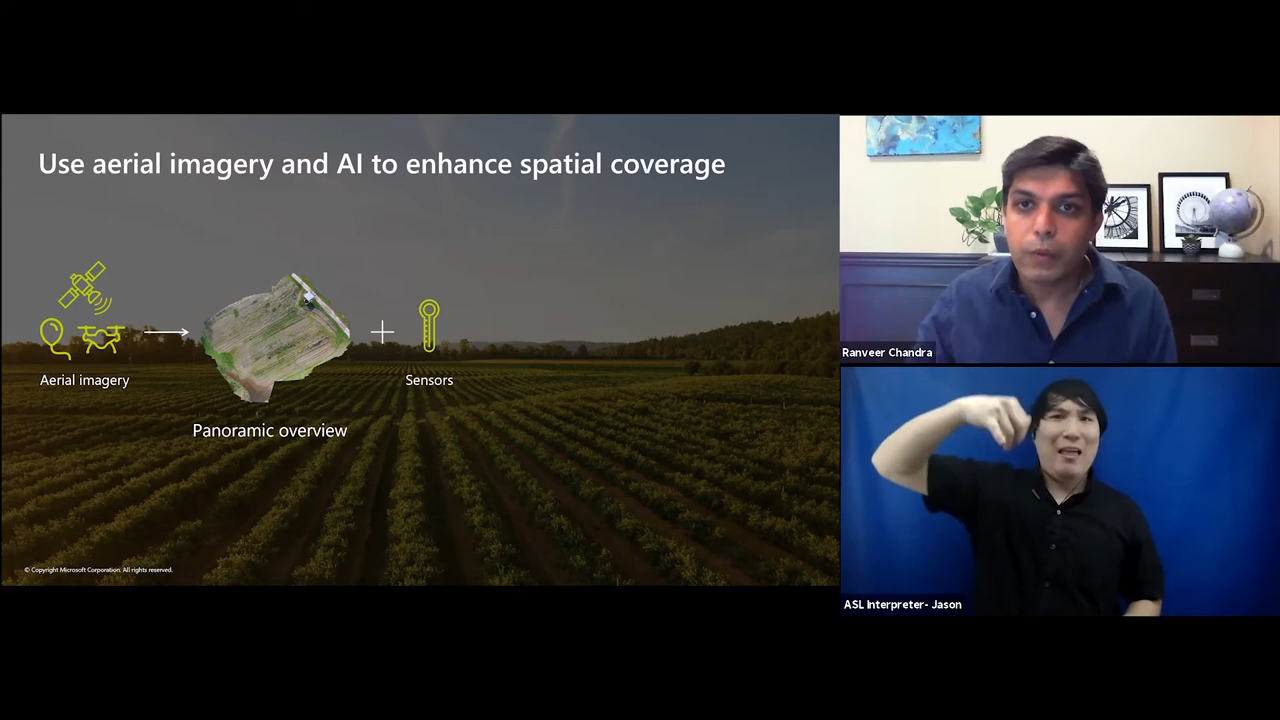 Use aerial imagery and AI to enhance spatial coverage
Aerial imagery
Sensors
Panoramic overview
© Copyright Microsoft Corporation. All rights reserved.
Ranveer Chandra
ASL Interpreter- Jason